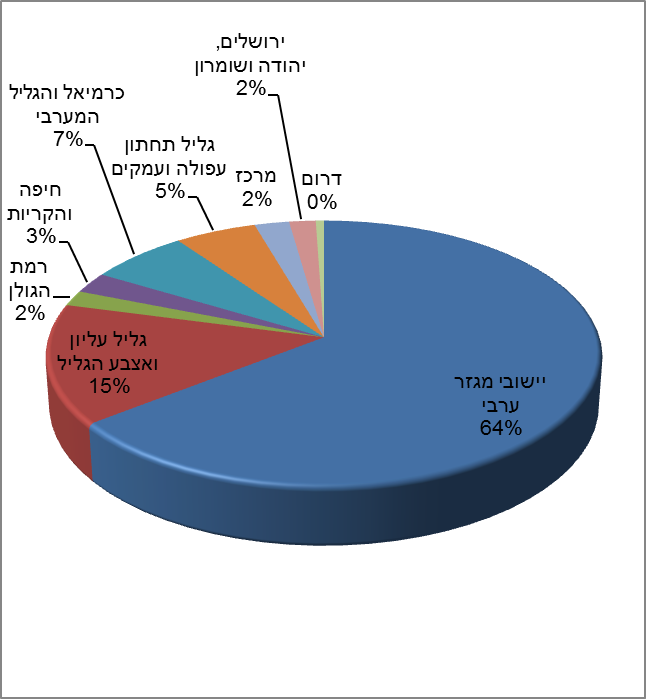 ירושלים,
יהודה ושומרון
2%
כרמיאל והגליל
המערבי
7%
גליל תחתון
עפולה ועמקים
5%
מרכז
2%
דרום
0%
חיפה
והקריות
3%
רמת
הגולן
2%
גליל עליון
ואצבע הגליל
15%
יישובי מגזר
ערבי
64%